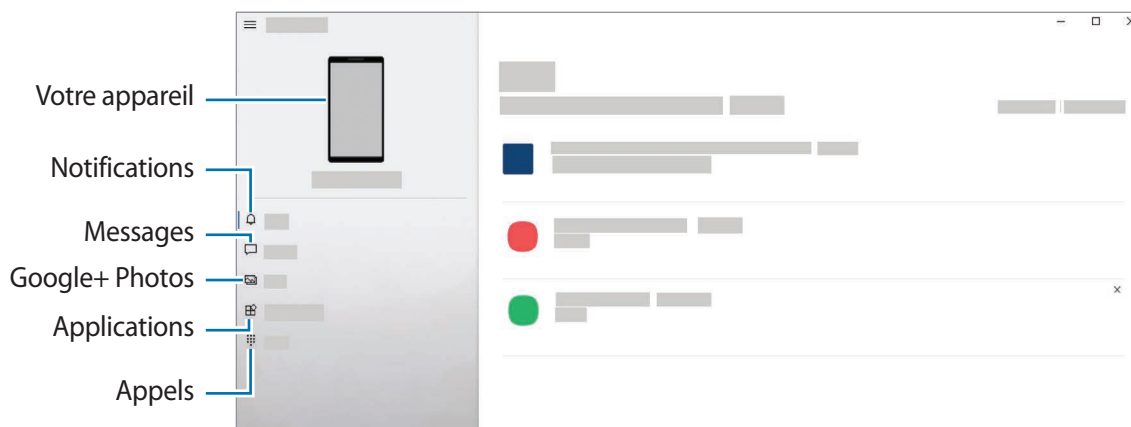 Votre appareil
Notifications
Messages
Google+ Photos
Applications
Appels